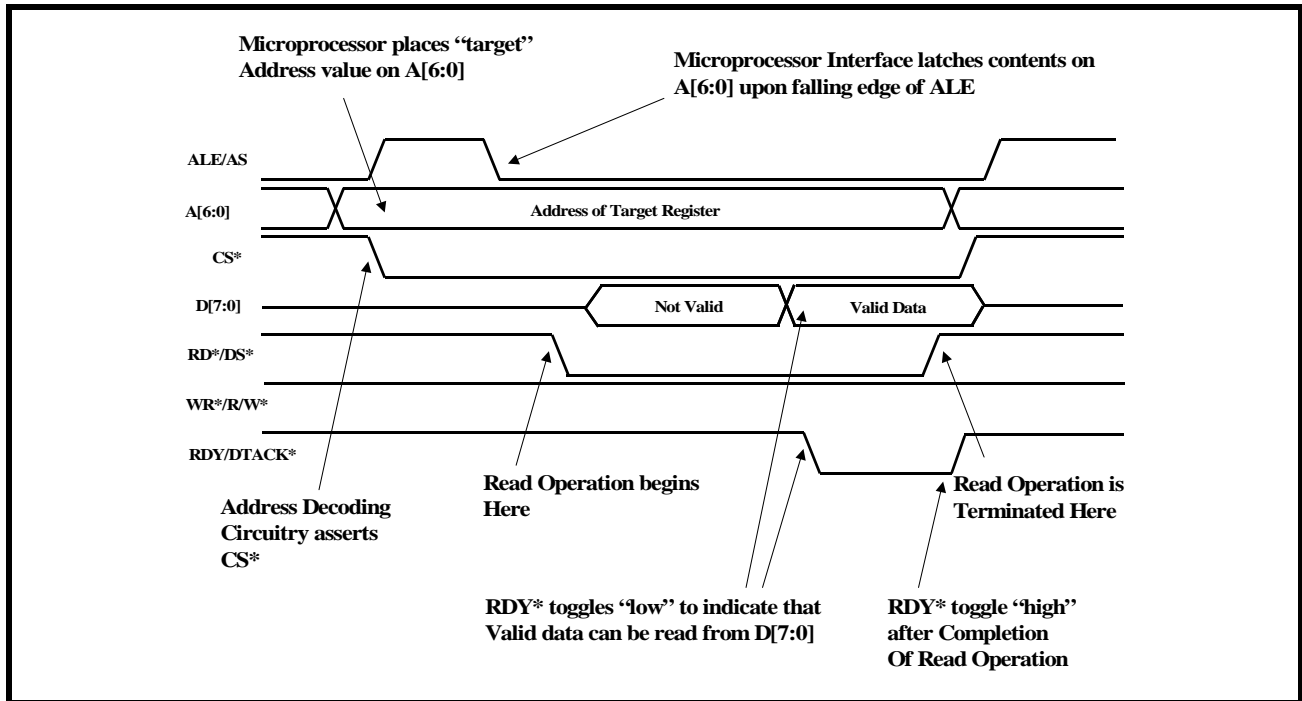 Microprocessor places “target”
Address value on A[6:0]
Microprocessor Interface latches contents on
A[6:0] upon falling edge of ALE
ALE/AS
A[6:0]
Address of Target Register
CS*
D[7:0]
Not Valid
Valid Data
RD*/DS*
WR*/R/W*
RDY/DTACK*
Address Decoding
Circuitry asserts
CS*
Read Operation begins
Here
Read Operation is
Terminated Here
RDY* toggles “low” to indicate that
Valid data can be read from D[7:0]
RDY* toggle “high”
after Completion
Of Read Operation